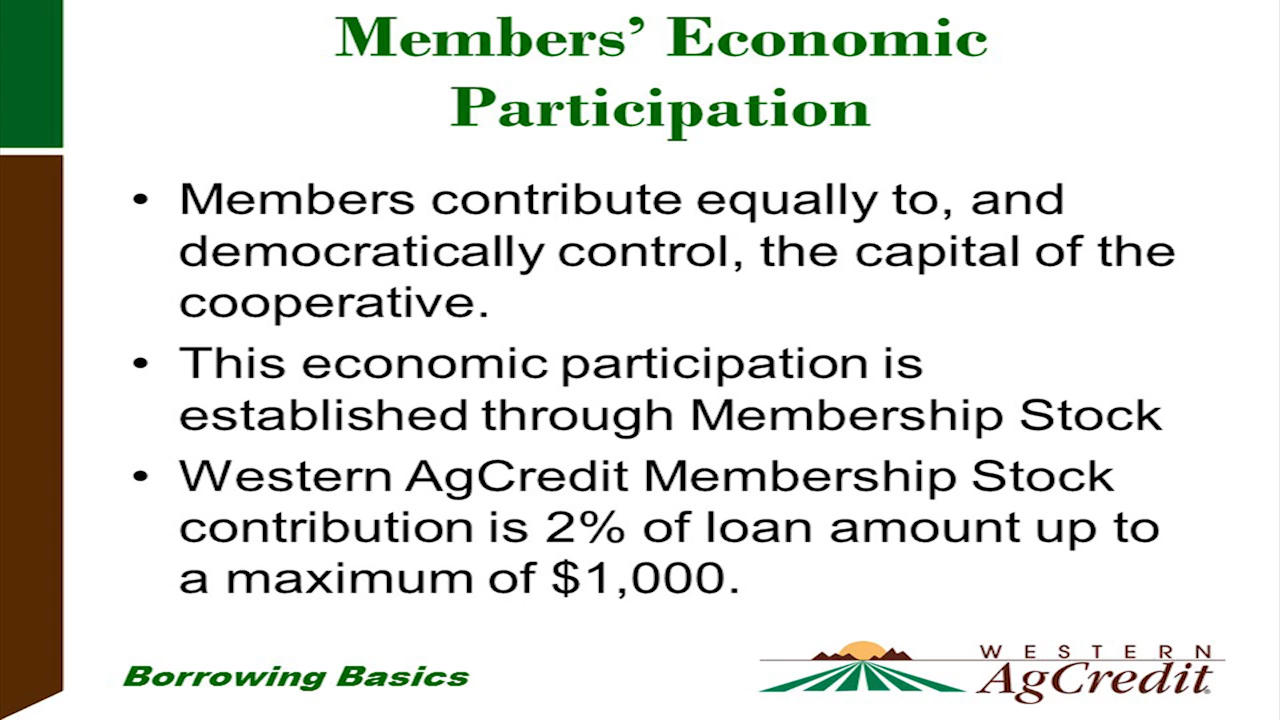 Members’ Economic
Participation
• Members contribute equally to, and
democratically control, the capital of the
cooperative.
• This economic participation is
established through Membership Stock
• Western AgCredit Membership Stock
contribution is 2% of loan amount up to
a maximum of $1,000.
Borrowing Basics
WESTERN
AgCredit®